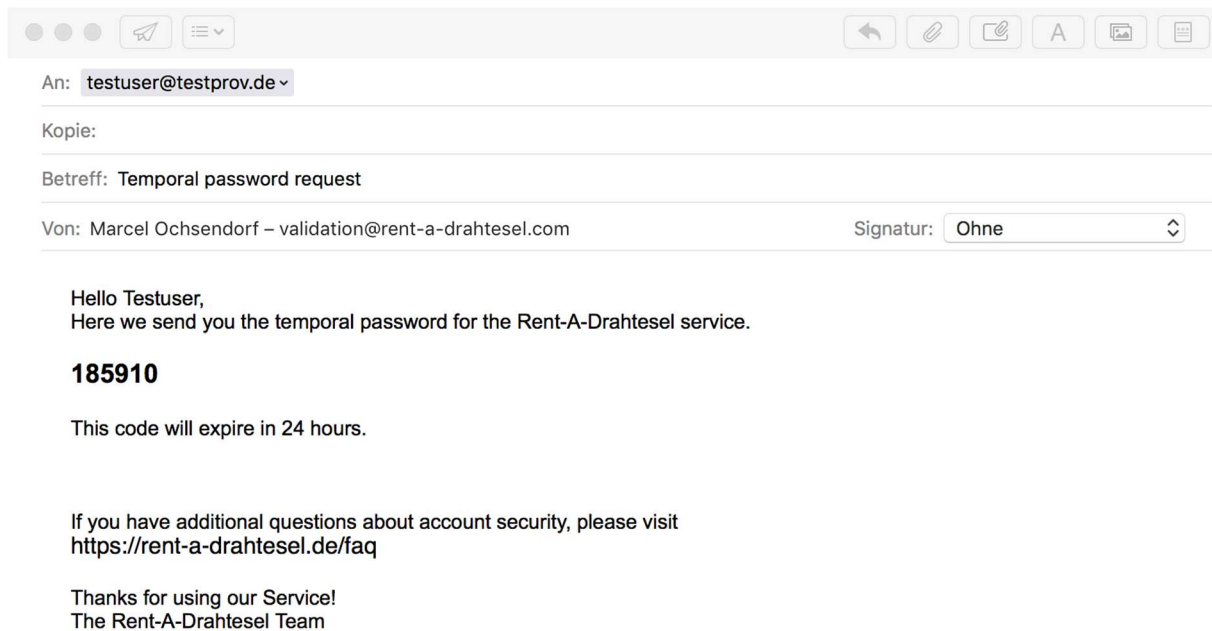 An: testuser@testprov.de
Kopie:
Betreff: Temporal password request
Von: Marcel Ochsendorf – validation@rent-a-drahtesel.com Signatur: Ohne
Hello Testuser,
Here we send you the temporal password for the Rent-A-Drahtesel service.
185910
This code will expire in 24 hours.
If you have additional questions about account security, please visit
https://rent-a-drahtesel.de/faq
Thanks for using our Service!
The Rent-A-Drahtesel Team